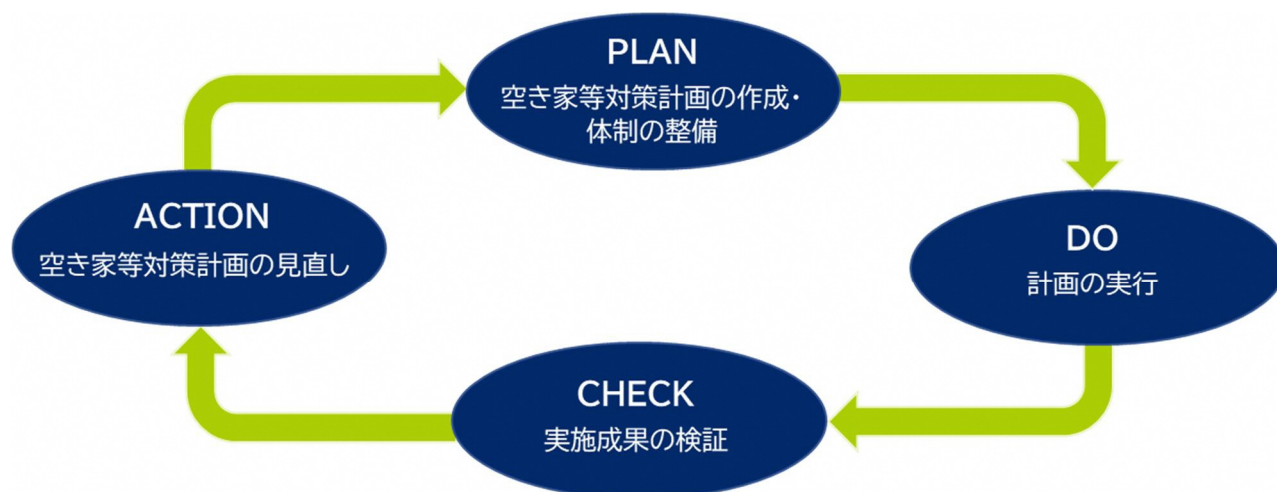 PLAN
空き家等対策計画の作成・
体制の整備
ACTION
空き家等対策計画の見直し
DO
計画の実行
CHECK
実施成果の検証